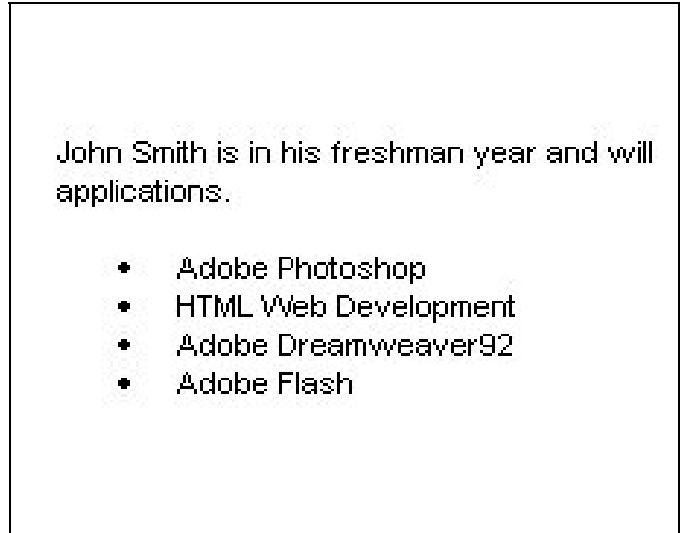 John Smith is in his freshman year and will
applications.
• Adobe Photoshop
• HTML Web Development
• Adobe Dreamweaver92
• Adobe Flash